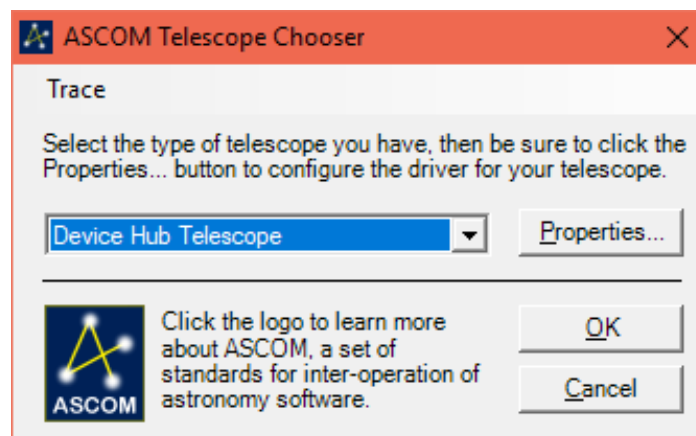 ASCOM Telescope Chooser
Trace
Select the type of telescope you have, then be sure to click the
Properties... button to configure the driver for your telescope.
Device Hub Telescope
Properties...
Click the logo to learn more
about ASCOM, a set of
standards for inter-operation of
astronomy software.
ASCOM
OK
Cancel